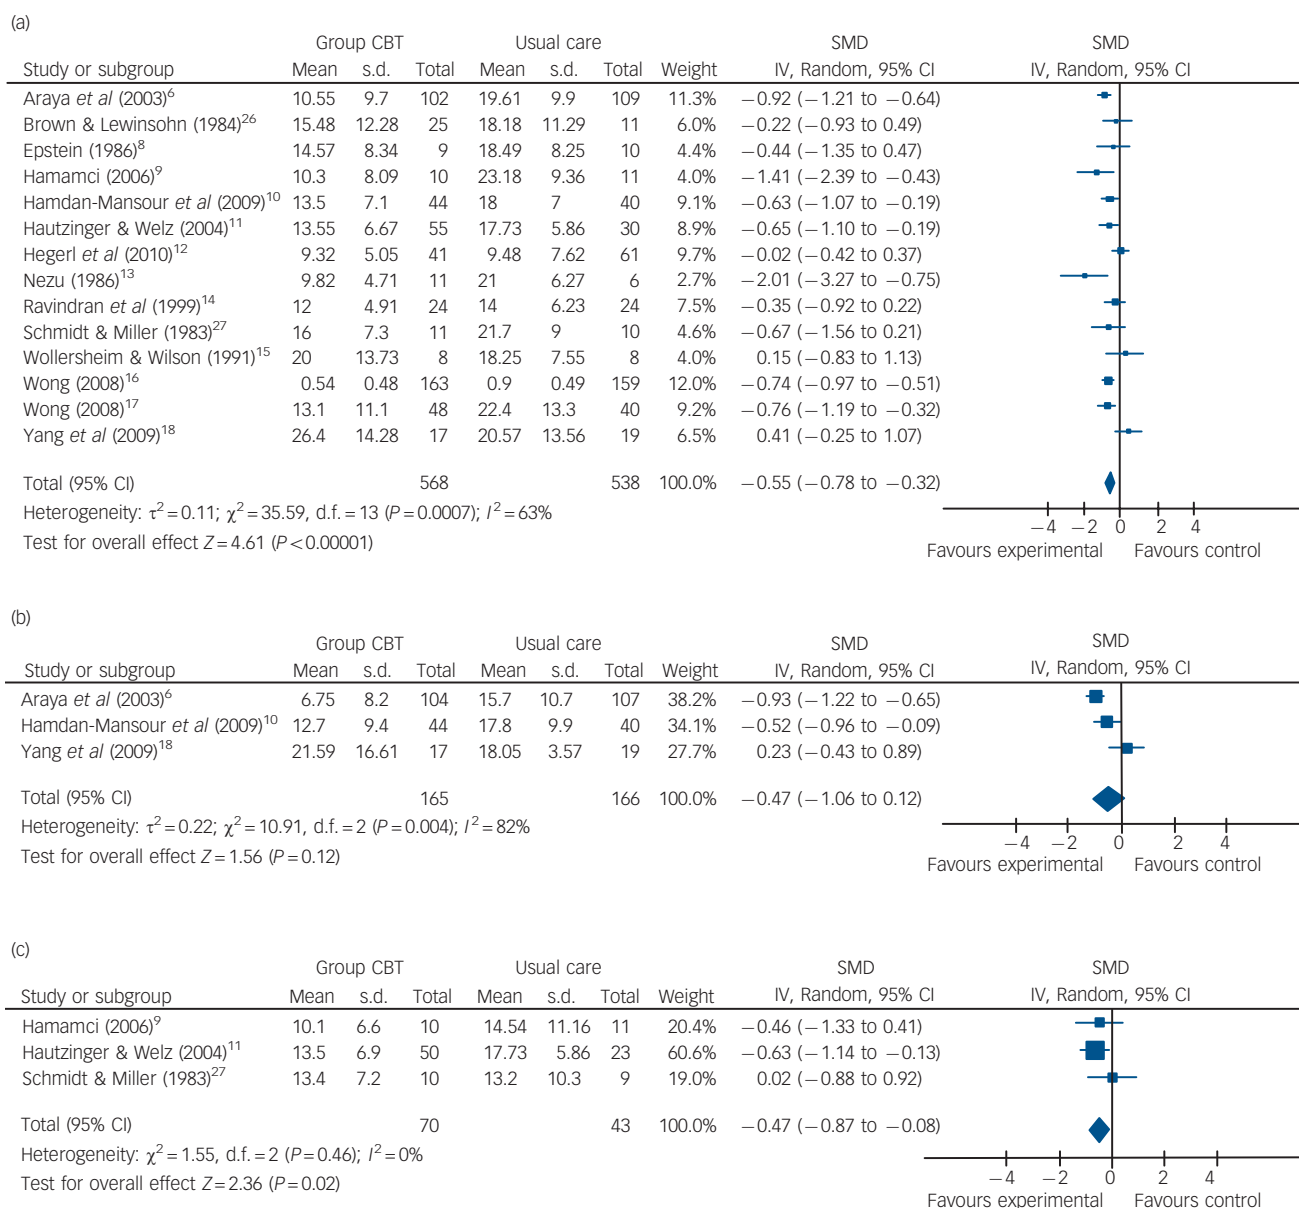 (a)
Group CBT Usual care SMD SMD
Study or subgroup Mean s.d. Total Mean s.d. Total Weight IV, Random, 95% CI IV, Random, 95% CI
Araya et al (2003)6 10.55 9.7 102 19.61 9.9 109 11.3% −0.92 (−1.21 to −0.64)
Brown & Lewinsohn (1984)26 15.48 12.28 25 18.18 11.29 11 6.0% −0.22 (−0.93 to 0.49)
Epstein (1986)8 14.57 8.34 9 18.49 8.25 10 4.4% −0.44 (−1.35 to 0.47)
Hamamci (2006)9 10.3 8.09 10 23.18 9.36 11 4.0% −1.41 (−2.39 to −0.43)
Hamdan-Mansour et al (2009)10 13.5 7.1 44 18 7 40 9.1% −0.63 (−1.07 to −0.19)
Hautzinger & Welz (2004)11 13.55 6.67 55 17.73 5.86 30 8.9% −0.65 (−1.10 to −0.19)
Hegerl et al (2010)12 9.32 5.05 41 9.48 7.62 61 9.7% −0.02 (−0.42 to 0.37)
Nezu (1986)13 9.82 4.71 11 21 6.27 6 2.7% −2.01 (−3.27 to −0.75)
Ravindran et al (1999)14 12 4.91 24 14 6.23 24 7.5% −0.35 (−0.92 to 0.22)
Schmidt & Miller (1983)27 16 7.3 11 21.7 9 10 4.6% −0.67 (−1.56 to 0.21)
Wollersheim & Wilson (1991)15 20 13.73 8 18.25 7.55 8 4.0% 0.15 (−0.83 to 1.13)
Wong (2008)16 0.54 0.48 163 0.9 0.49 159 12.0% −0.74 (−0.97 to −0.51)
Wong (2008)17 13.1 11.1 48 22.4 13.3 40 9.2% −0.76 (−1.19 to −0.32)
Yang et al (2009)18 26.4 14.28 17 20.57 13.56 19 6.5% 0.41 (−0.25 to 1.07)
Total (95% CI) 568 538 100.0% −0.55 (−0.78 to −0.32)
Heterogeneity: τ2 = 0.11; χ2 = 35.59, d.f. = 13 (P = 0.0007); I2 = 63%
Test for overall effect Z = 4.61 (P < 0.00001)
−4 −2 0 2 4
Favours experimental Favours control
(b)
Group CBT Usual care SMD SMD
Study or subgroup Mean s.d. Total Mean s.d. Total Weight IV, Random, 95% CI IV, Random, 95% CI
Araya et al (2003)6 6.75 8.2 104 15.7 10.7 107 38.2% −0.93 (−1.22 to −0.65)
Hamdan-Mansour et al (2009)10 12.7 9.4 44 17.8 9.9 40 34.1% −0.52 (−0.96 to −0.09)
Yang et al (2009)18 21.59 16.61 17 18.05 3.57 19 27.7% 0.23 (−0.43 to 0.89)
Total (95% CI) 165 166 100.0% −0.47 (−1.06 to 0.12)
Heterogeneity: τ2 = 0.22; χ2 = 10.91, d.f. = 2 (P = 0.004); I2 = 82%
Test for overall effect Z = 1.56 (P = 0.12)
−4 −2 0 2 4
Favours experimental Favours control
(c)
Group CBT Usual care SMD SMD
Study or subgroup Mean s.d. Total Mean s.d. Total Weight IV, Random, 95% CI IV, Random, 95% CI
Hamamci (2006)9 10.1 6.6 10 14.54 11.16 11 20.4% −0.46 (−1.33 to 0.41)
Hautzinger & Welz (2004)11 13.5 6.9 50 17.73 5.86 23 60.6% −0.63 (−1.14 to −0.13)
Schmidt & Miller (1983)27 13.4 7.2 10 13.2 10.3 9 19.0% 0.02 (−0.88 to 0.92)
Total (95% CI) 70 43 100.0% −0.47 (−0.87 to −0.08)
Heterogeneity: χ2 = 1.55, d.f. = 2 (P = 0.46); I2 = 0%
Test for overall effect Z = 2.36 (P = 0.02)
−4 −2 0 2 4
Favours experimental Favours control